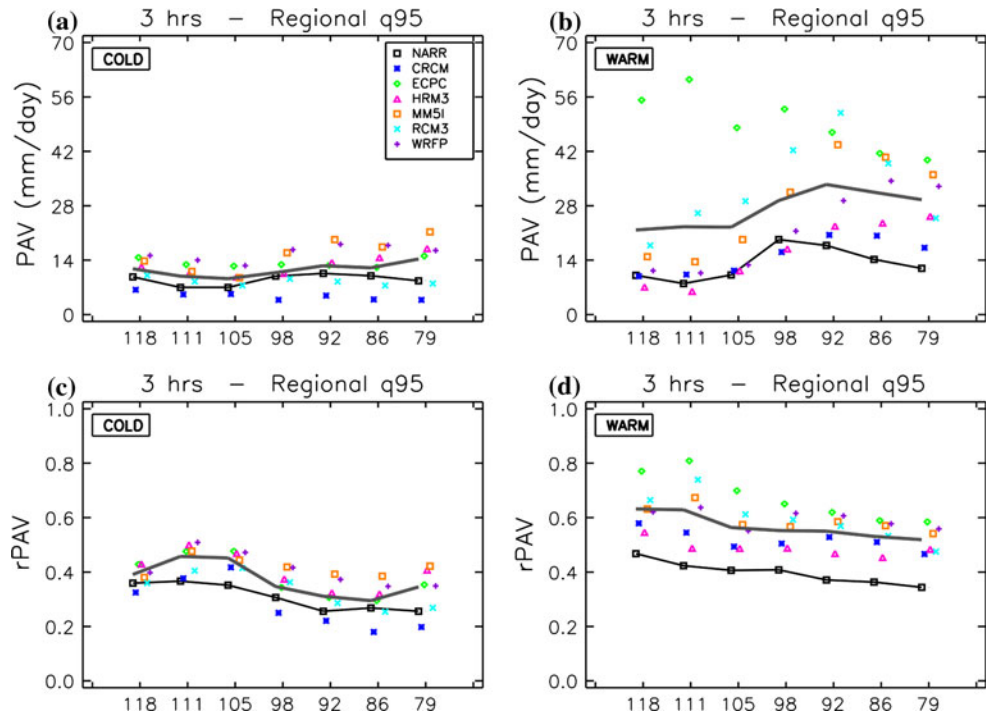 (a) 3 hrs – Regional q95
COLD
PAV (mm/day)
70
56
42
28
14
0
118 111 105 98 92 86 79
NARR
CRCM
ECPC
HRM3
MM5I
RCM3
WRFP
(b) 3 hrs – Regional q95
WARM
PAV (mm/day)
70
56
42
28
14
0
118 111 105 98 92 86 79
(c) 3 hrs – Regional q95
COLD
rPAV
1.0
0.8
0.6
0.4
0.2
0.0
118 111 105 98 92 86 79
(d) 3 hrs – Regional q95
WARM
rPAV
1.0
0.8
0.6
0.4
0.2
0.0
118 111 105 98 92 86 79